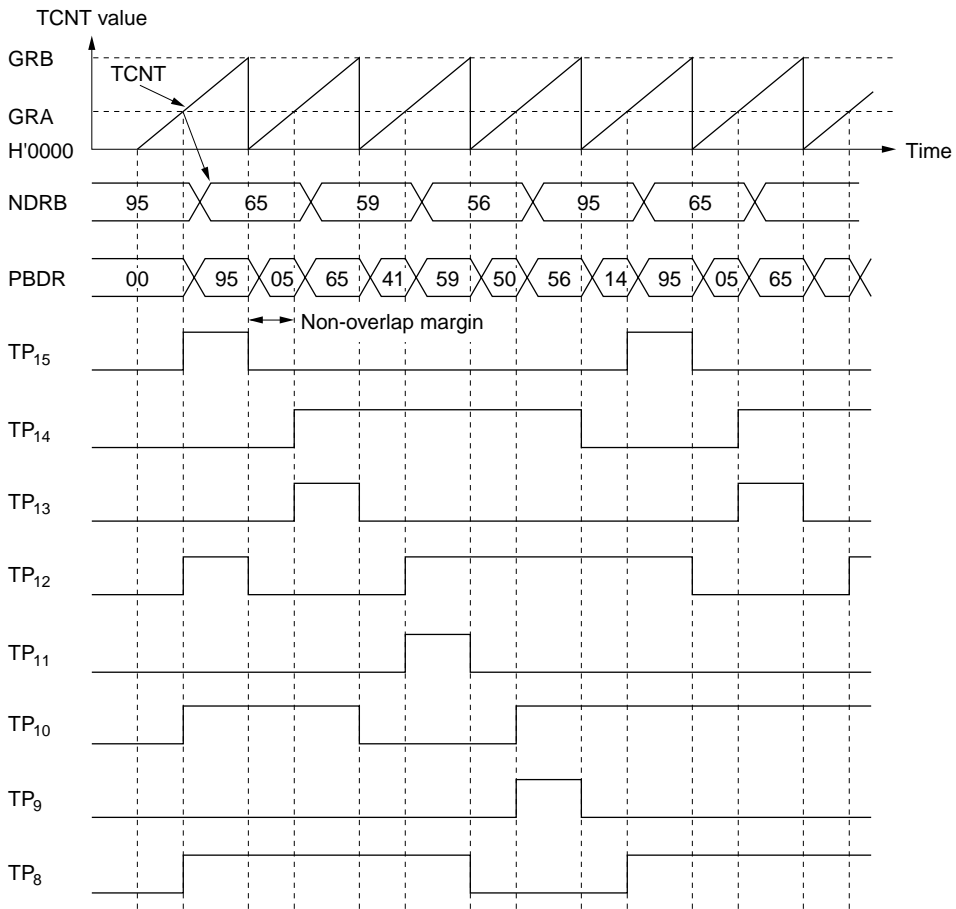 TCNT value
GRB
TCNT
GRA
H'0000
Time
NDRB 95 65 59 56 95 65
PBDR 00 95 05 65 41 59 50 56 14 95 05 65
Non-overlap margin
TP15
TP14
TP13
TP12
TP11
TP10
TP9
TP8